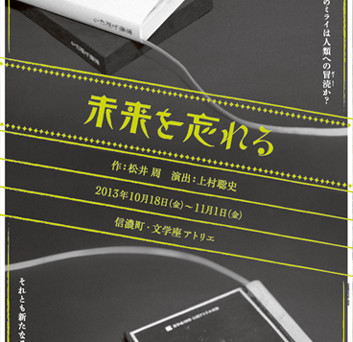 のミライは人類への冒涜か?
未来を忘れる
作:松井 周　演出:上村聡史
2013年10月18日(金)〜11月1日(金)
信濃町・文学座アトリエ
それとも新たな